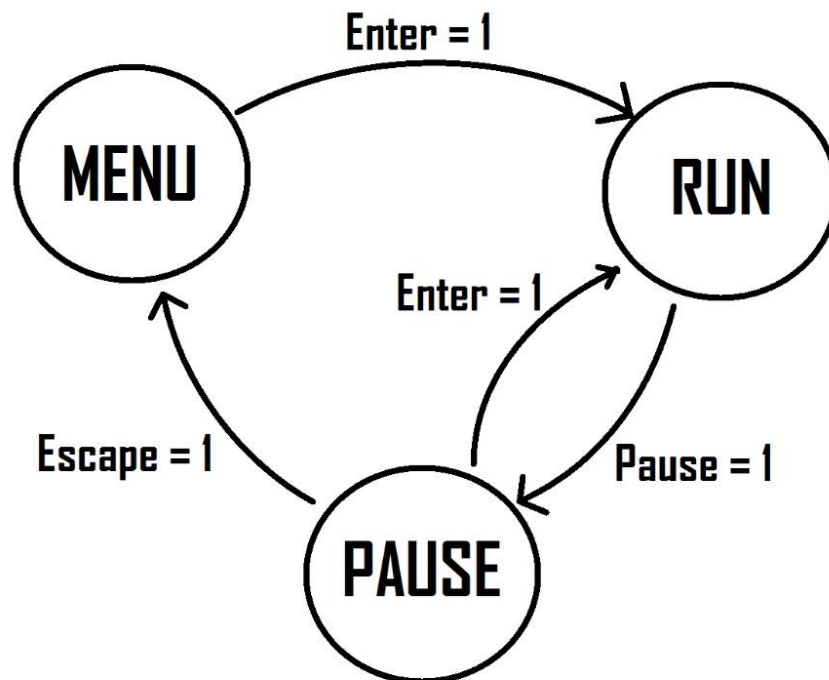 Enter = 1
MENU
RUN
Enter = 1
Escape = 1
Pause = 1
PAUSE